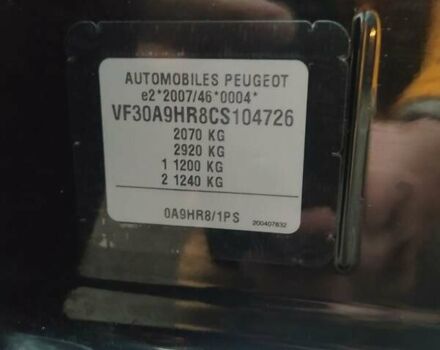 AUTOMOBILES PEUGEOT
e2*2007/46*0004*
VF30A9HR8CS104726
2070 KG
2920 KG
1 1200 KG
2 1240 KG
0A9HR8/1PS
200407632